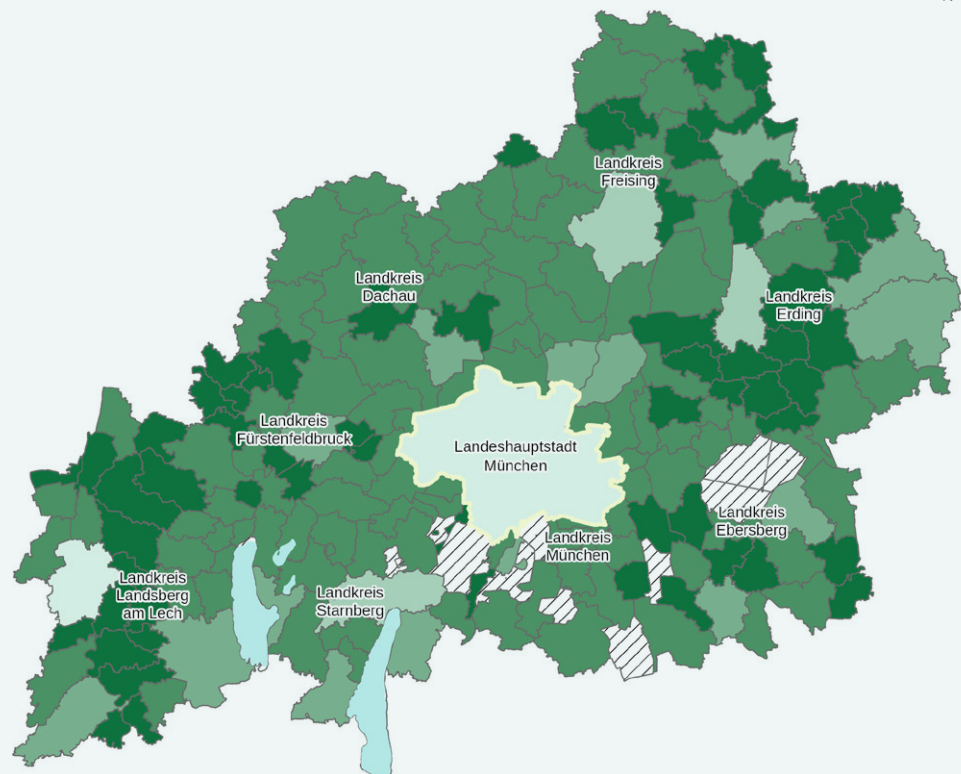 Landkreis
Freising
Landkreis
Dachau
Landkreis
Erding
Landkreis
Fürstenfeldbruck
Landeshauptstadt
München
Landkreis
Ebersberg
Landkreis
München
Landkreis
Landsberg
am Lech
Landkreis
Starnberg